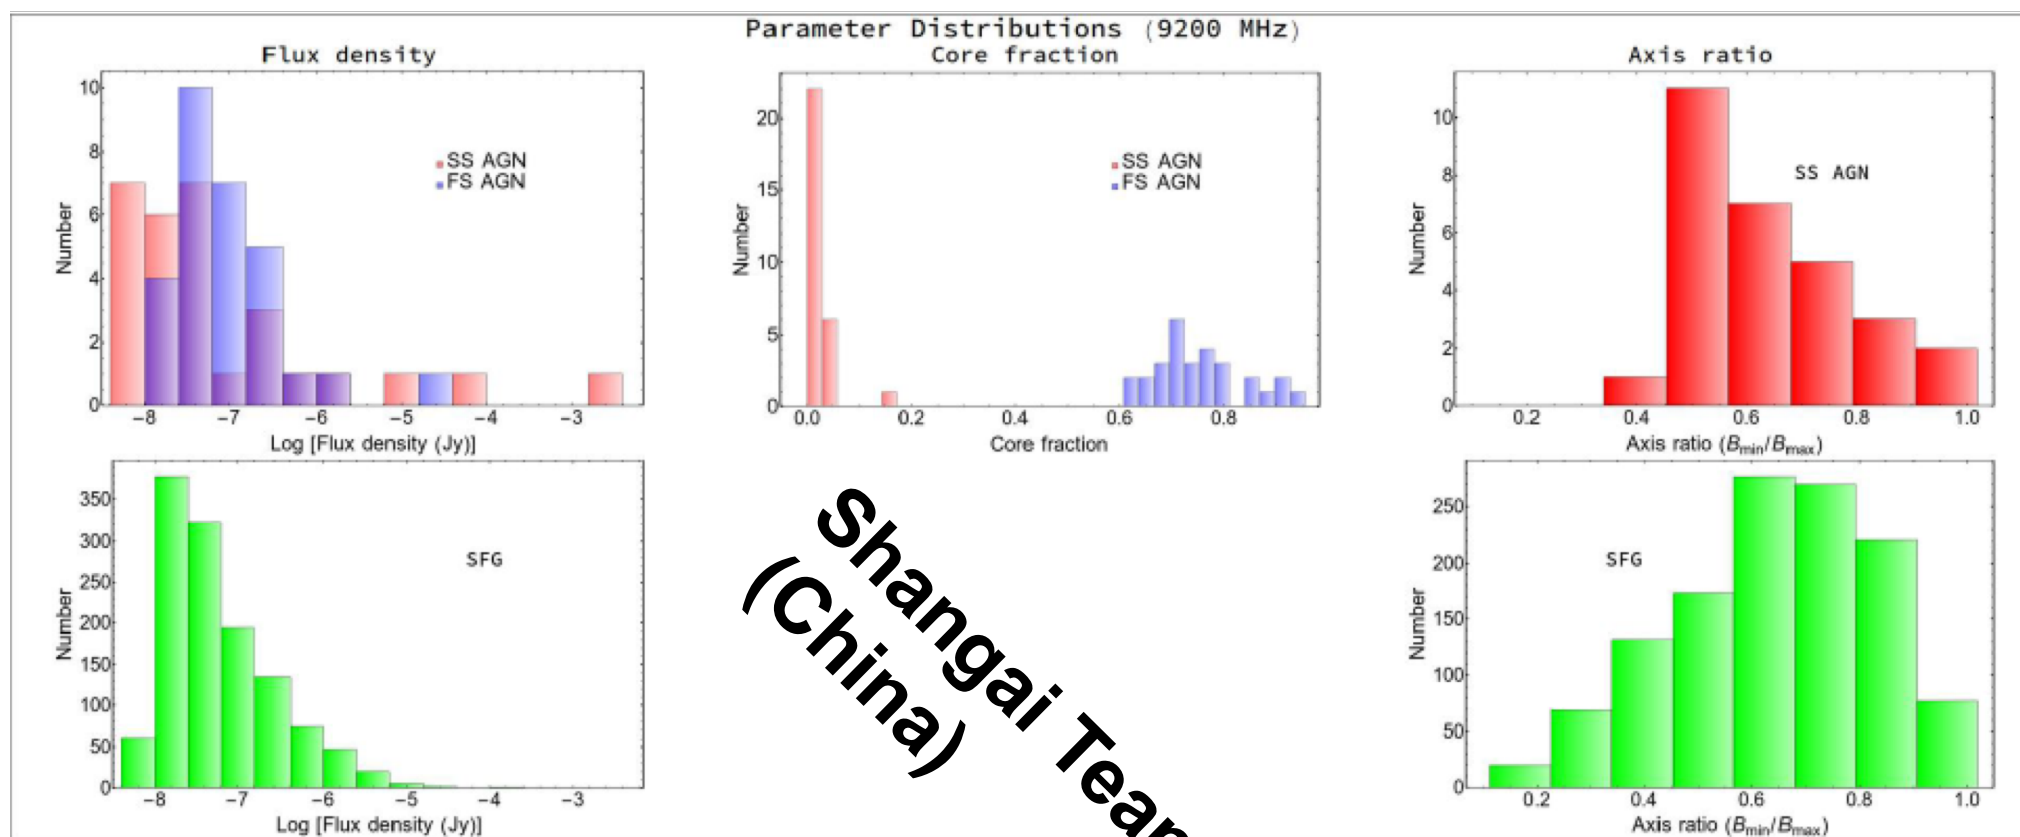 Parameter Distributions (9200 MHz)
Flux density
10
8
6
4
2
0
Number
SS AGN
FS AGN
−8 −7 −6 −5 −4 −3
Log [Flux density (Jy)]
Core fraction
20
15
10
5
0
Number
SS AGN
FS AGN
0.0 0.2 0.4 0.6 0.8
Core fraction
Axis ratio
10
8
6
4
2
0
Number
SS AGN
0.2 0.4 0.6 0.8 1.0
Axis ratio (Bmin/Bmax)
350
300
250
200
150
100
50
0
Number
SFG
−8 −7 −6 −5 −4 −3
Log [Flux density (Jy)]
Shangai Team
(China)
250
200
150
100
50
0
Number
SFG
0.2 0.4 0.6 0.8 1.0
Axis ratio (Bmin/Bmax)